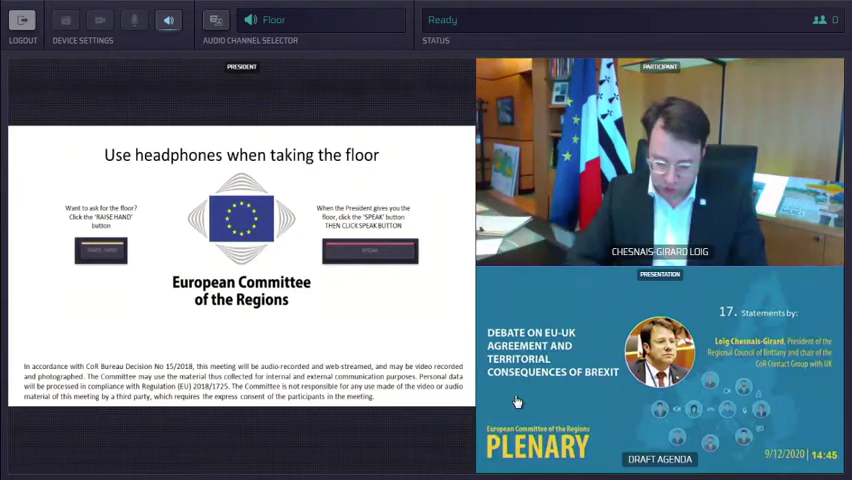 LOGOUT
DEVICE SETTINGS
Floor
AUDIO CHANNEL SELECTOR
Ready
0
STATUS
PRESIDENT
Use headphones when taking the floor
Want to ask for the floor?
Click the 'RAISE HAND'
button
RAISE HAND
When the President gives you the
floor, click the "SPEAK" button
THEN CLICK SPEAK BUTTON
SPEAK
European Committee
of the Regions
In accordance with CoR Bureau Decision No 15/2018, this meeting will be audio-recorded and web-streamed, and may be video recorded
and photographed. The Committee may use the material thus collected for internal and external communication purposes. Personal data
will be processed in compliance with Regulation (EU) 2018/1725. The Committee is not responsible for any use made of the video or audio
material of this meeting by a third party, which requires the express consent of the participants in the meeting.
PARTICIPANT
CHESNAIS-GIRARD LOIG
PRESENTATION
DEBATE ON EU-UK
AGREEMENT AND
TERRITORIAL
CONSEQUENCES OF BREXIT
17. Statements by:
Loïg Chesnais-Girard, President of the
Regional Council of Brittany and chair of the
CoR Contact Group with UK
European Committee of the Regions
PLENARY
DRAFT AGENDA
9/12/2020 | 14:45